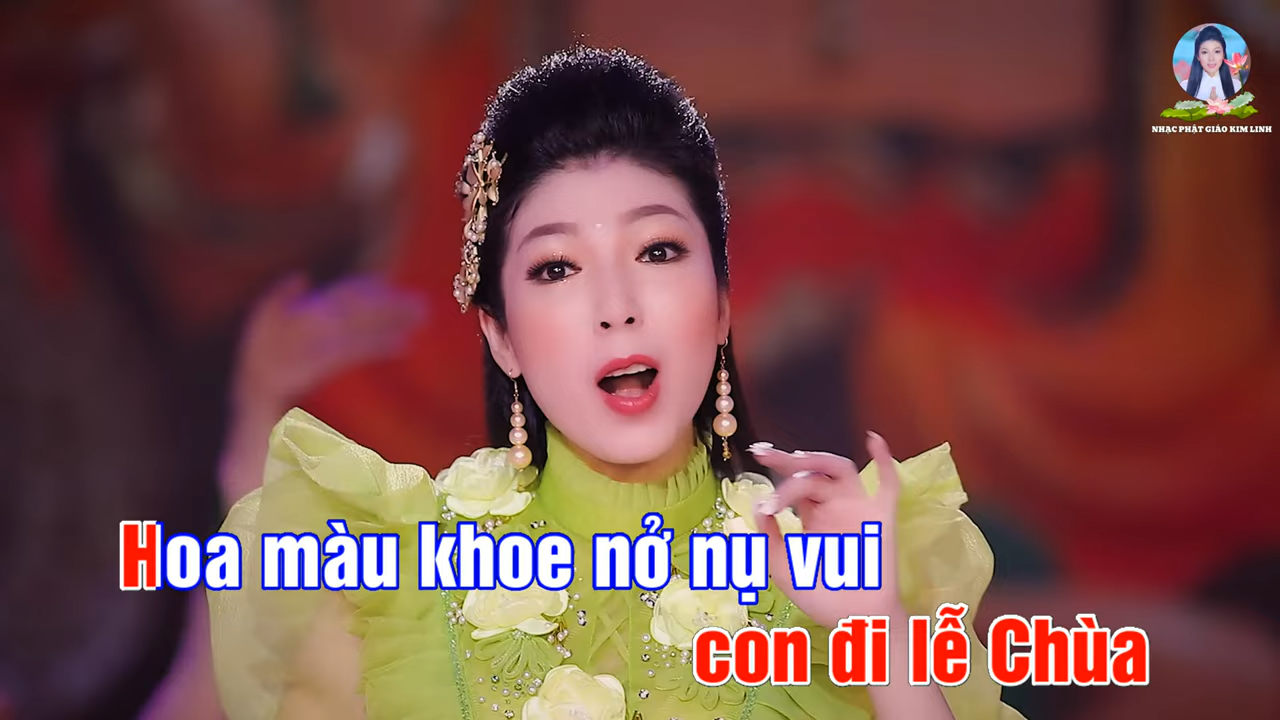 NHẠC PHẬT GIÁO KIM LINH
Hoa màu khoe nở nụ vui
con đi lễ Chùa